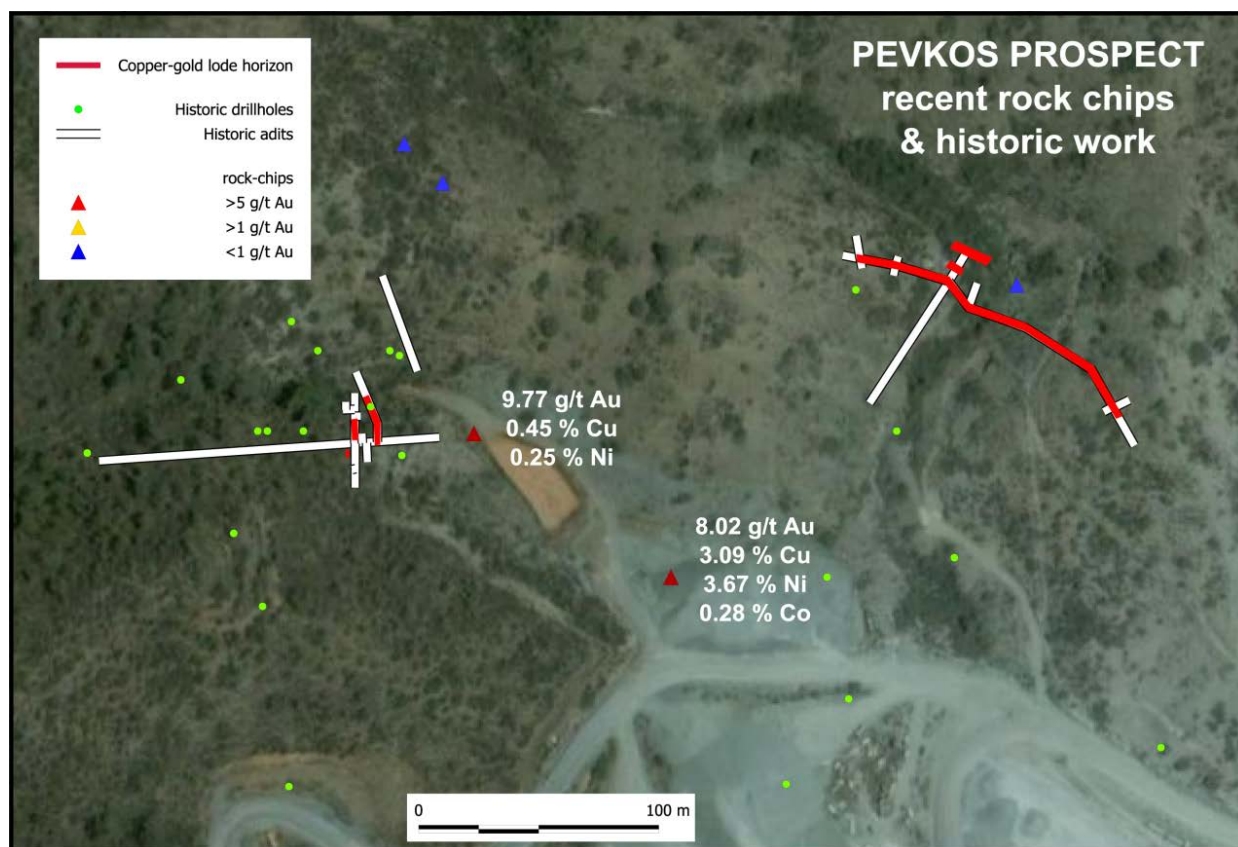 Copper-gold lode horizon
Historic drillholes
Historic adits
rock-chips
>5 g/t Au
>1 g/t Au
<1 g/t Au
PEVKOS PROSPECT
recent rock chips
& historic work
9.77 g/t Au
0.45 % Cu
0.25 % Ni
8.02 g/t Au
3.09 % Cu
3.67 % Ni
0.28 % Co
0 100 m